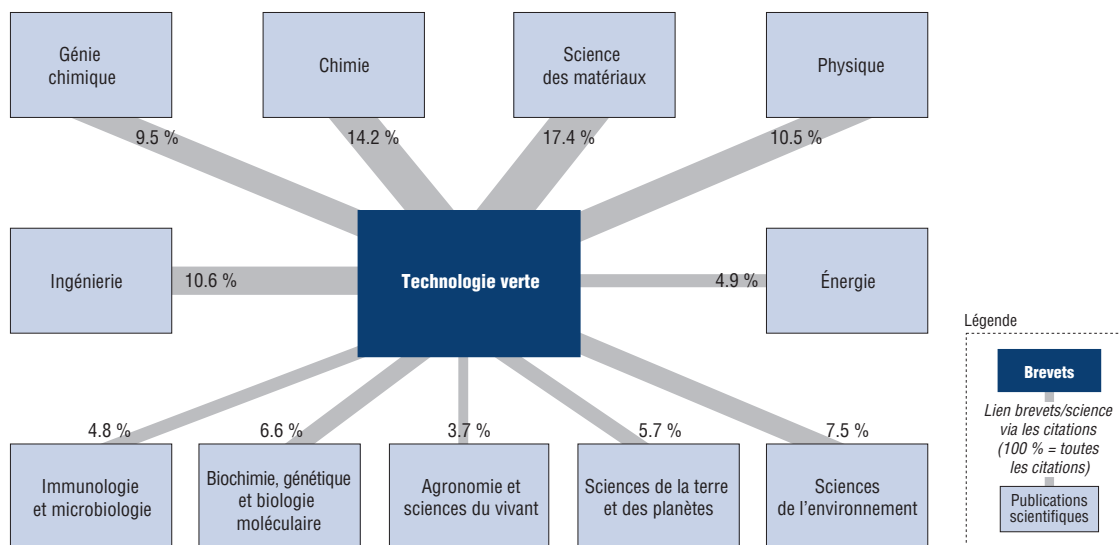 Génie
chimique
Chimie
Science
des matériaux
Physique
9.5 %
14.2 %
17.4 %
10.5 %
Ingénierie
10.6 %
Technologie verte
4.9 %
Énergie
4.8 %
6.6 %
3.7 %
5.7 %
7.5 %
Immunologie
et microbiologie
Biochimie, génétique
et biologie
moléculaire
Agronomie et
sciences du vivant
Sciences de la terre
et des planètes
Sciences
de l'environnement
Légende
Brevets
Lien brevets/science
via les citations
(100 % = toutes
les citations)
Publications
scientifiques